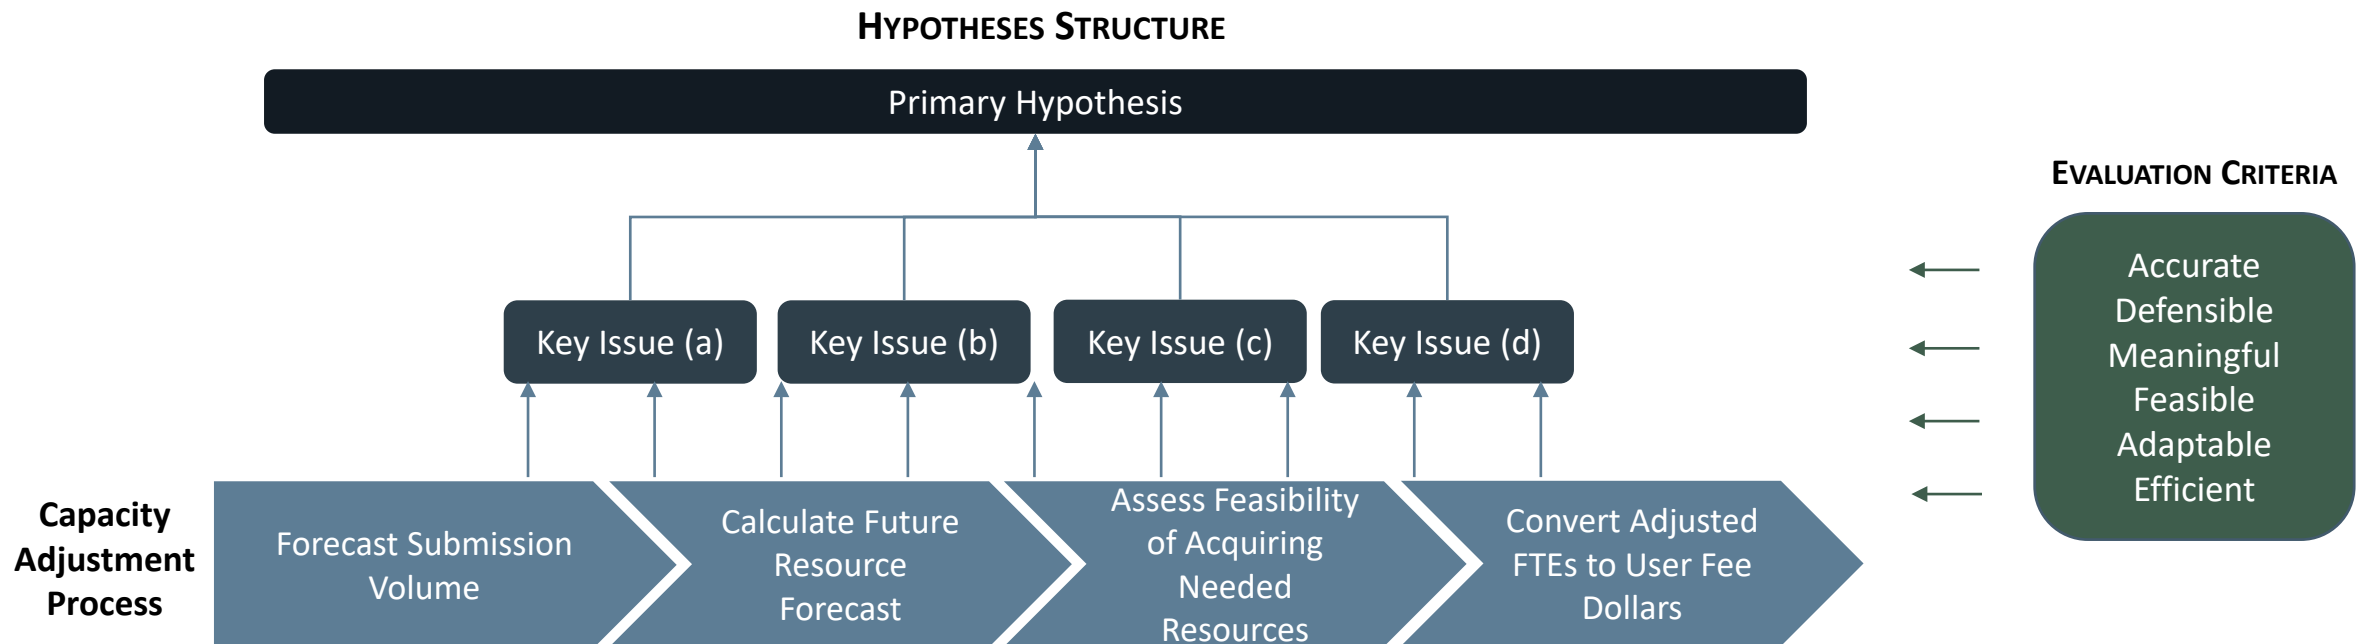 HYPOTHESES STRUCTURE
Primary Hypothesis
EVALUATION CRITERIA
Accurate
Defensible
Meaningful
Feasible
Adaptable
Efficient
Key Issue (a)
Key Issue (b)
Key Issue (c)
Key Issue (d)
Capacity
Adjustment
Process
Forecast Submission
Volume
Calculate Future
Resource
Forecast
Assess Feasibility
of Acquiring
Needed
Resources
Convert Adjusted
FTEs to User Fee
Dollars